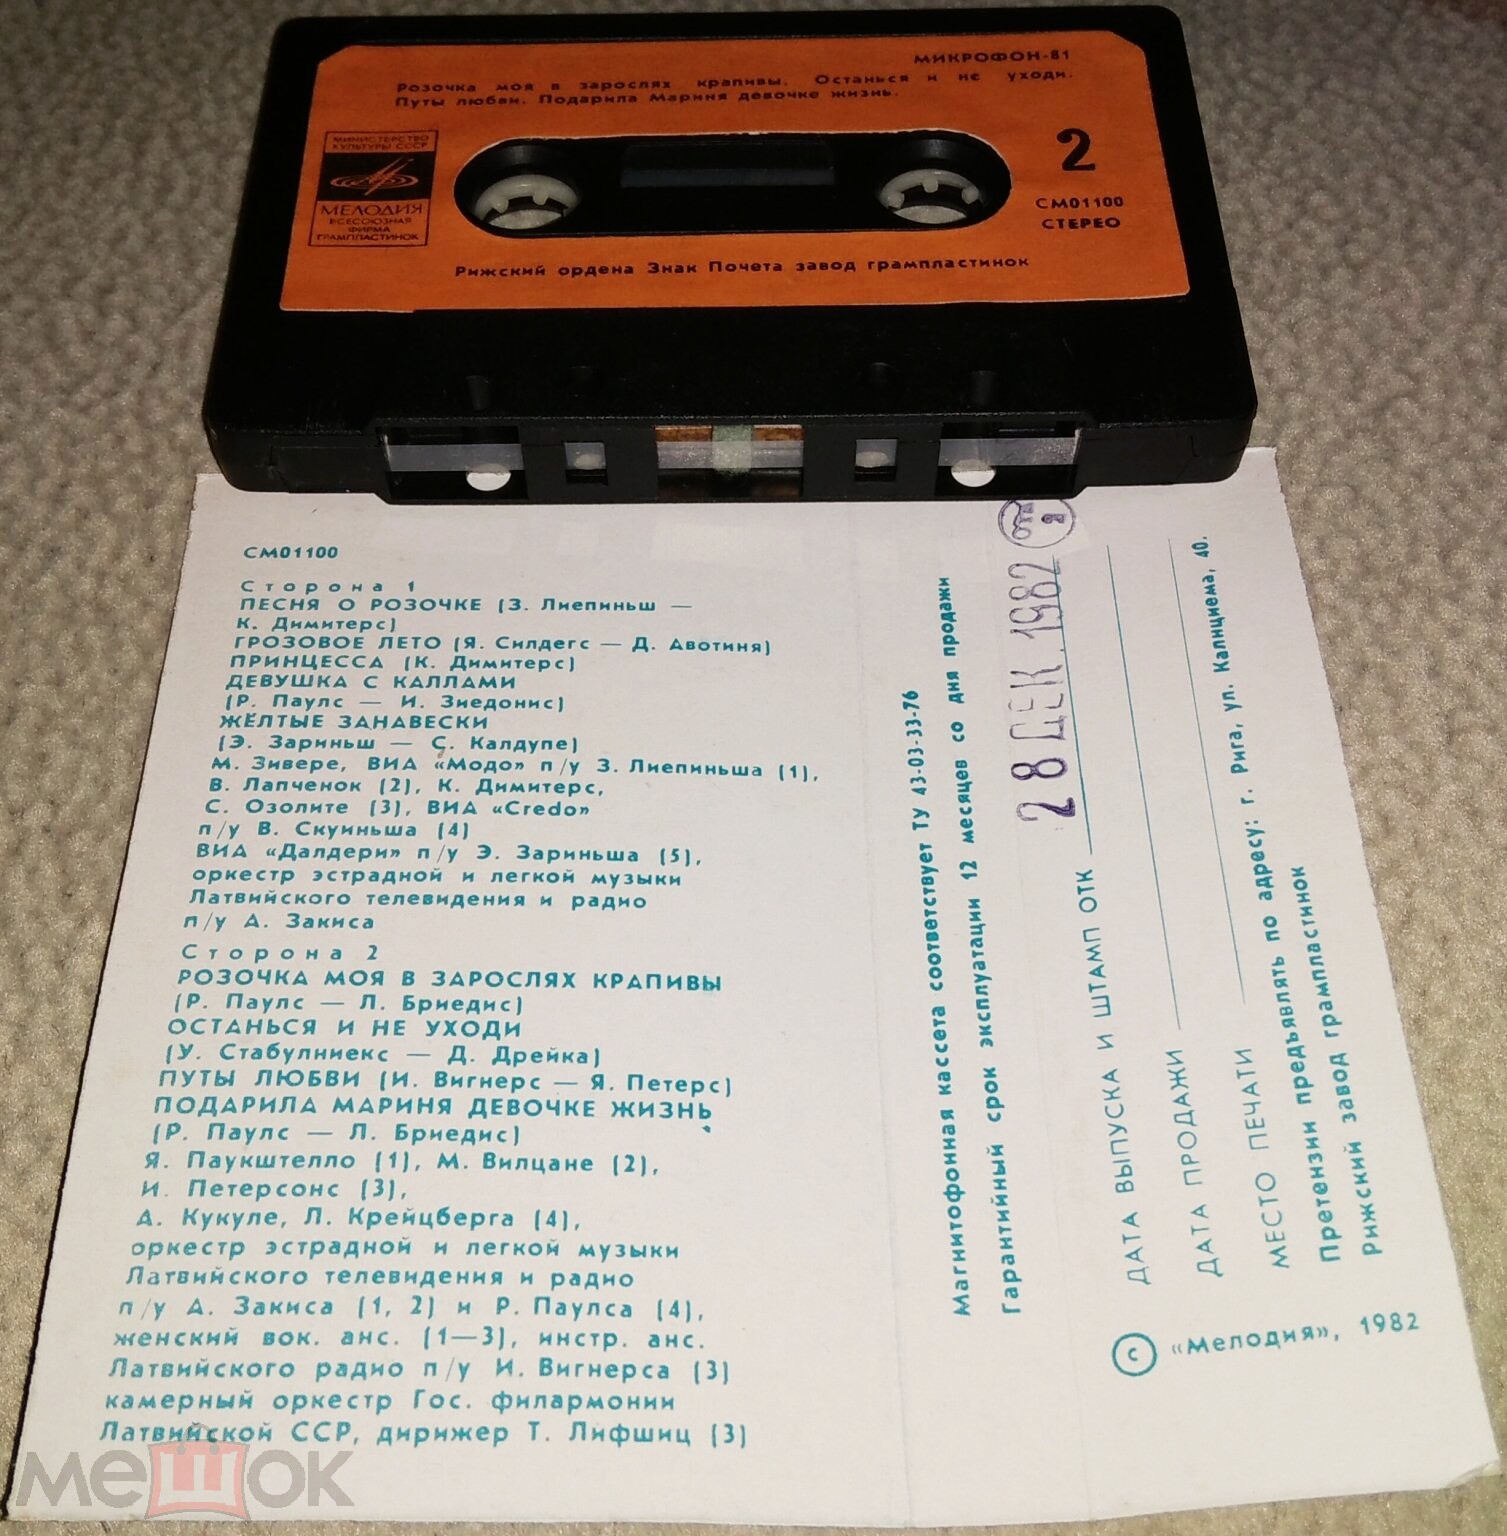 МИКРОФОН-81
Розочка моя в зарослях крапивы. Останься и не уходи.
Путы любви. Подарила Мариня девочке жизнь.
МИНИСТЕРСТВО
КУЛЬТУРЫ СССР
МЕЛОДИЯ
ВСЕСОЮЗНАЯ
ФИРМА
ГРАМПЛАСТИНОК
2
СМ01100
СТЕРЕО
Рижский ордена Знак Почета завод грампластинок
СМ01100
Сторона 1
ПЕСНЯ О РОЗОЧКЕ (З. Лиепиньш —
К. Димитерс)
ГРОЗОВОЕ ЛЕТО (Я. Силдегс — Д. Авотиня)
ПРИНЦЕССА (К. Димитерс)
ДЕВУШКА С КАЛЛАМИ
(Р. Паулс — И. Зиедонис)
ЖЁЛТЫЕ ЗАНАВЕСКИ
(Э. Зариньш — С. Калдупе)
М. Зивере, ВИА «Модо» п/у З. Лиепиньша (1),
В. Лапченок (2), К. Димитерс,
С. Озолите (3), ВИА «Credo»
п/у В. Скуиньша (4)
ВИА «Далдери» п/у Э. Зариньша (5),
оркестр эстрадной и легкой музыки
Латвийского телевидения и радио
п/у А. Закиса
Сторона 2
РОЗОЧКА МОЯ В ЗАРОСЛЯХ КРАПИВЫ
(Р. Паулс — Л. Бриедис)
ОСТАНЬСЯ И НЕ УХОДИ
(У. Стабулниекс — Д. Дрейка)
ПУТЫ ЛЮБВИ (И. Вигнерс — Я. Петерс)
ПОДАРИЛА МАРИНЯ ДЕВОЧКЕ ЖИЗНЬ
(Р. Паулс — Л. Бриедис)
Я. Паукштелло (1), М. Вилцане (2),
И. Петерсонс (3),
А. Кукуле, Л. Крейцберга (4),
оркестр эстрадной и легкой музыки
Латвийского телевидения и радио
п/у А. Закиса (1, 2) и Р. Паулса (4),
женский вок. анс. (1—3), инстр. анс.
Латвийского радио п/у И. Вигнерса (3)
камерный оркестр Гос. филармонии
Латвийской ССР, дирижер Т. Лифшиц (3)
Магнитофонная кассета соответствует ТУ 43-03-33-76
Гарантийный срок эксплуатации 12 месяцев со дня продажи
28 ДЕК. 1982
ДАТА ВЫПУСКА И ШТАМП ОТК
ДАТА ПРОДАЖИ
МЕСТО ПЕЧАТИ
Претензии предъявлять по адресу: г. Рига, ул. Калнциема, 40.
Рижский завод грампластинок
с «Мелодия», 1982
мешок